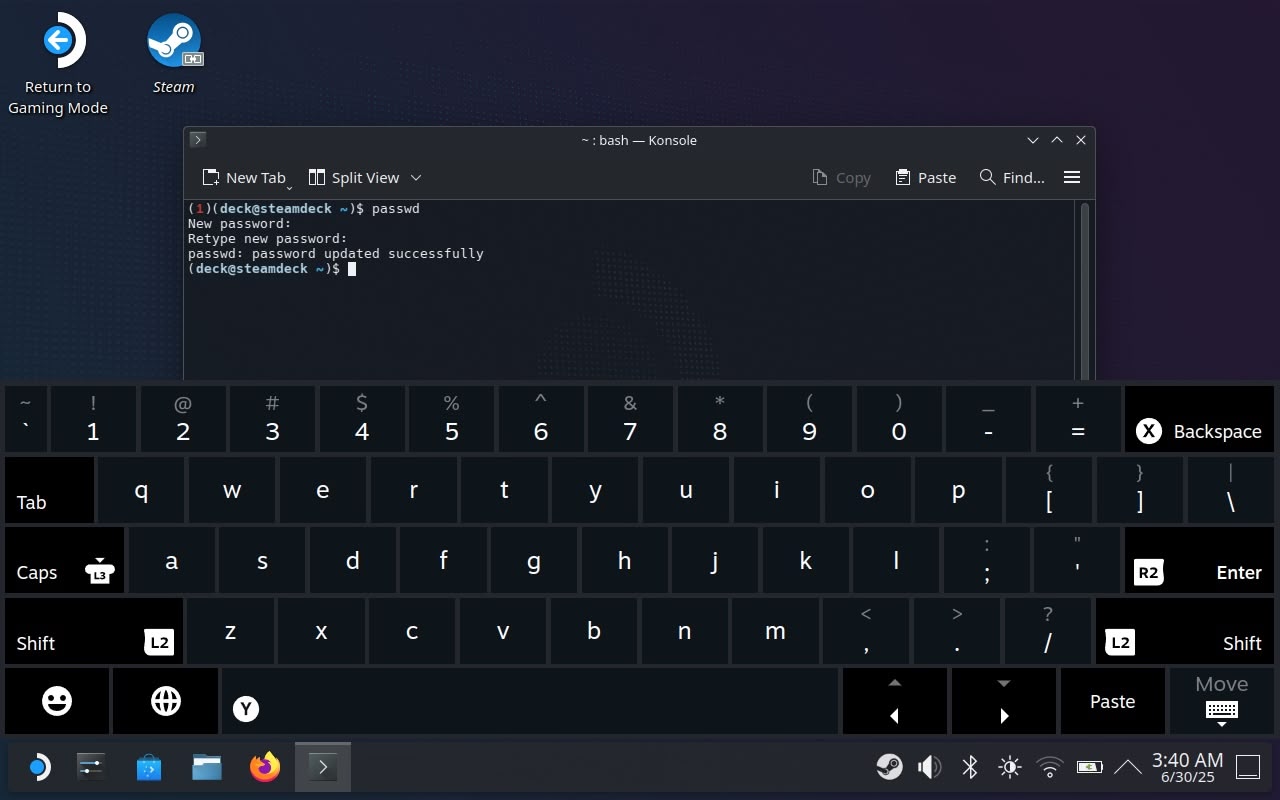 Return to
Gaming Mode
Steam
~ : bash — Konsole
New Tab
Split View
Copy
Paste
Find...
(1)(deck@steamdeck ~)$ passwd
New password:
Retype new password:
passwd: password updated successfully
(deck@steamdeck ~)$
~ ! @ # $ % ^ & * ( ) _ +
` 1 2 3 4 5 6 7 8 9 0 - = X Backspace
{ } |
Tab q w e r t y u i o p [ ] \
: "
Caps L3 a s d f g h j k l ; ' R2 Enter
< > ?
Shift L2 z x c v b n m , . / L2 Shift
Y Paste Move
3:40 AM
6/30/25